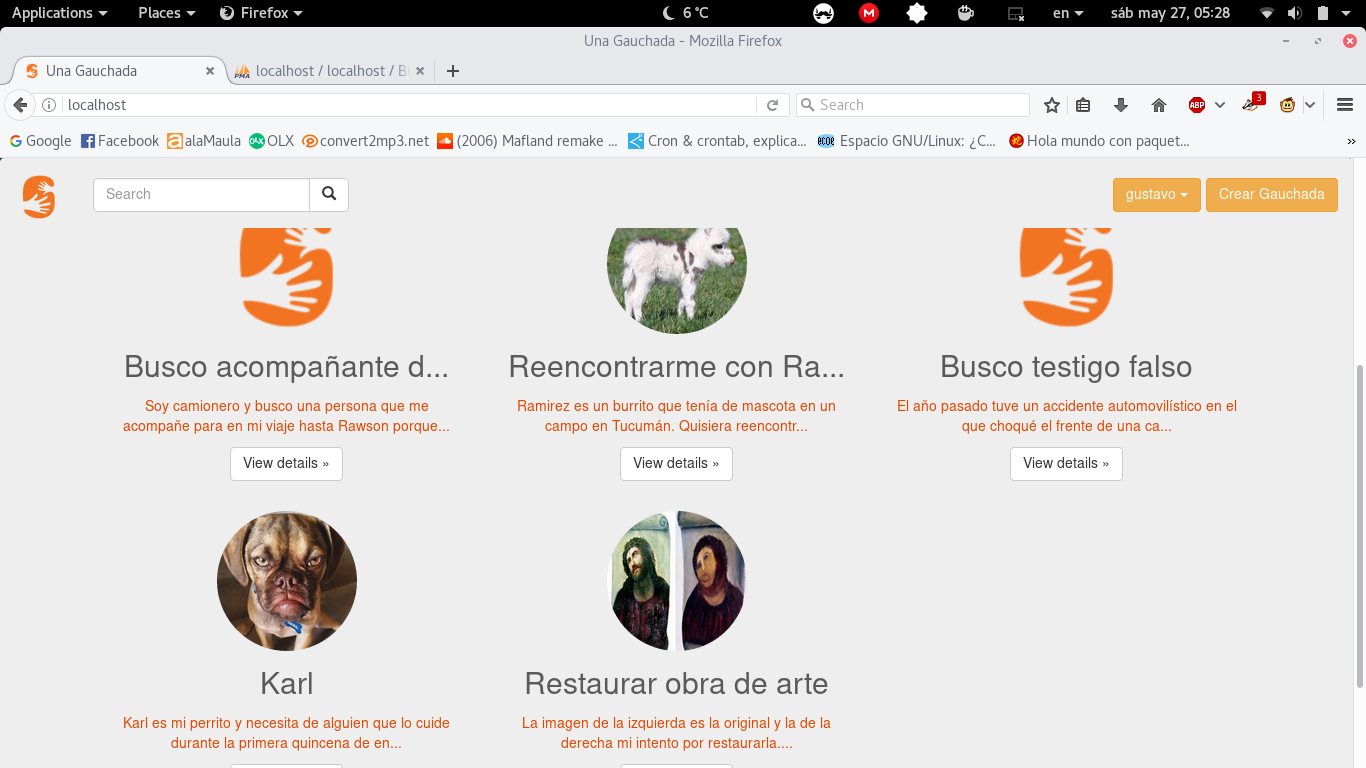 Applications Places Firefox 6 °C en sáb may 27, 05:28
Una Gauchada - Mozilla Firefox
Una Gauchada localhost / localhost / B
localhost Search ABP 3
Google Facebook alaMaula OLX convert2mp3.net (2006) Mafland remake ... Cron & crontab, explica... Espacio GNU/Linux: ¿C... Hola mundo con paquet... »
Search gustavo Crear Gauchada
Busco acompañante d...
Soy camionero y busco una persona que me
acompañe para en mi viaje hasta Rawson porque...
View details »
Reencontrarme con Ra...
Ramirez es un burrito que tenía de mascota en un
campo en Tucumán. Quisiera reencontr...
View details »
Busco testigo falso
El año pasado tuve un accidente automovilístico en el
que choqué el frente de una ca...
View details »
Karl
Karl es mi perrito y necesita de alguien que lo cuide
durante la primera quincena de en...
Restaurar obra de arte
La imagen de la izquierda es la original y la de la
derecha mi intento por restaurarla....